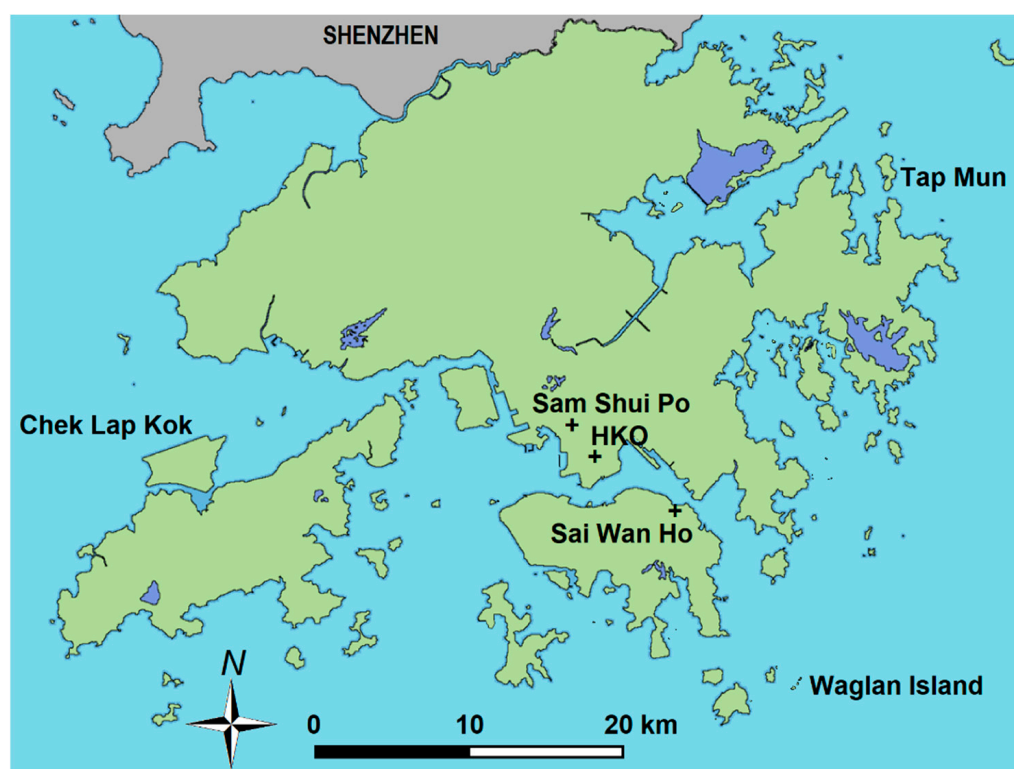 SHENZHEN
Tap Mun
Sam Shui Po
Chek Lap Kok
HKO
Sai Wan Ho
N
Waglan Island
0 10 20 km